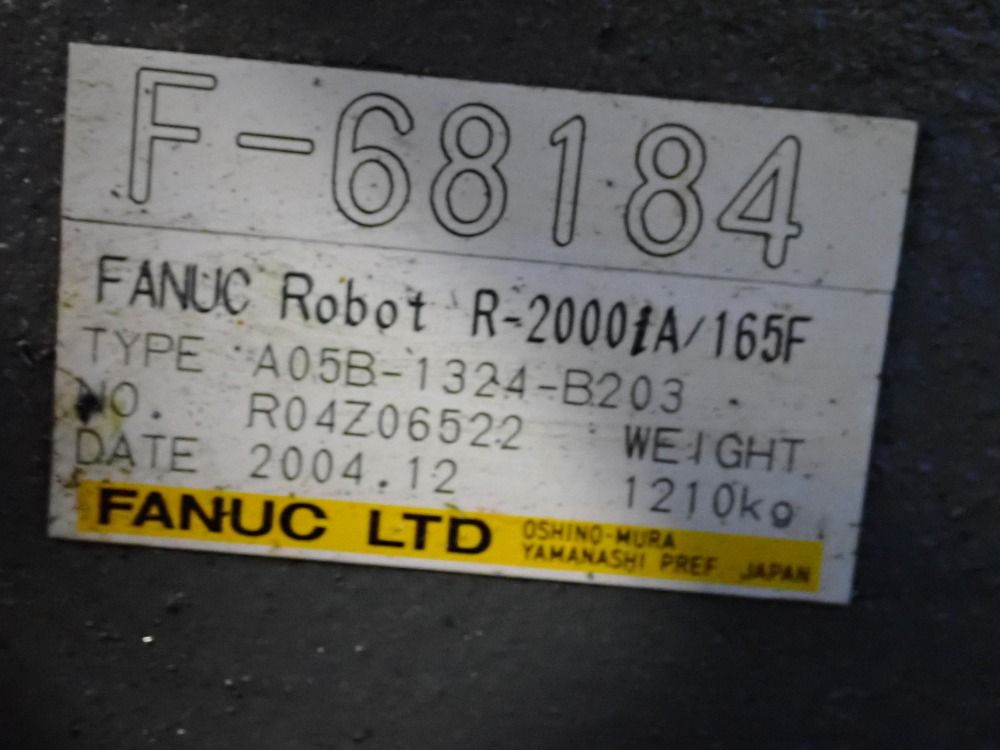 F-68184
FANUC Robot R-2000iA/165F
TYPE A05B-1324-B203
NO. R04Z06522 WEIGHT
DATE 2004.12 1210kg
FANUC LTD OSHINO-MURA
YAMANASHI PREF. JAPAN